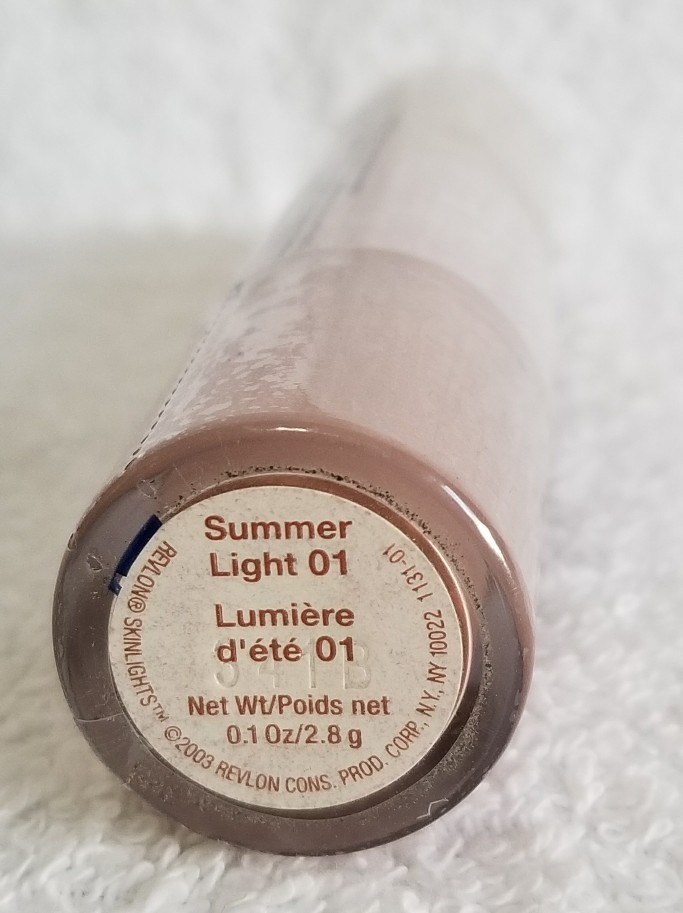 Summer
Light 01
Lumière
d'été 01
Net Wt/Poids net
0.1 Oz/2.8 g
REVLON® SKINLIGHTS™ ©2003 REVLON CONS. PROD. CORP., N.Y., NY 10022 1131-01